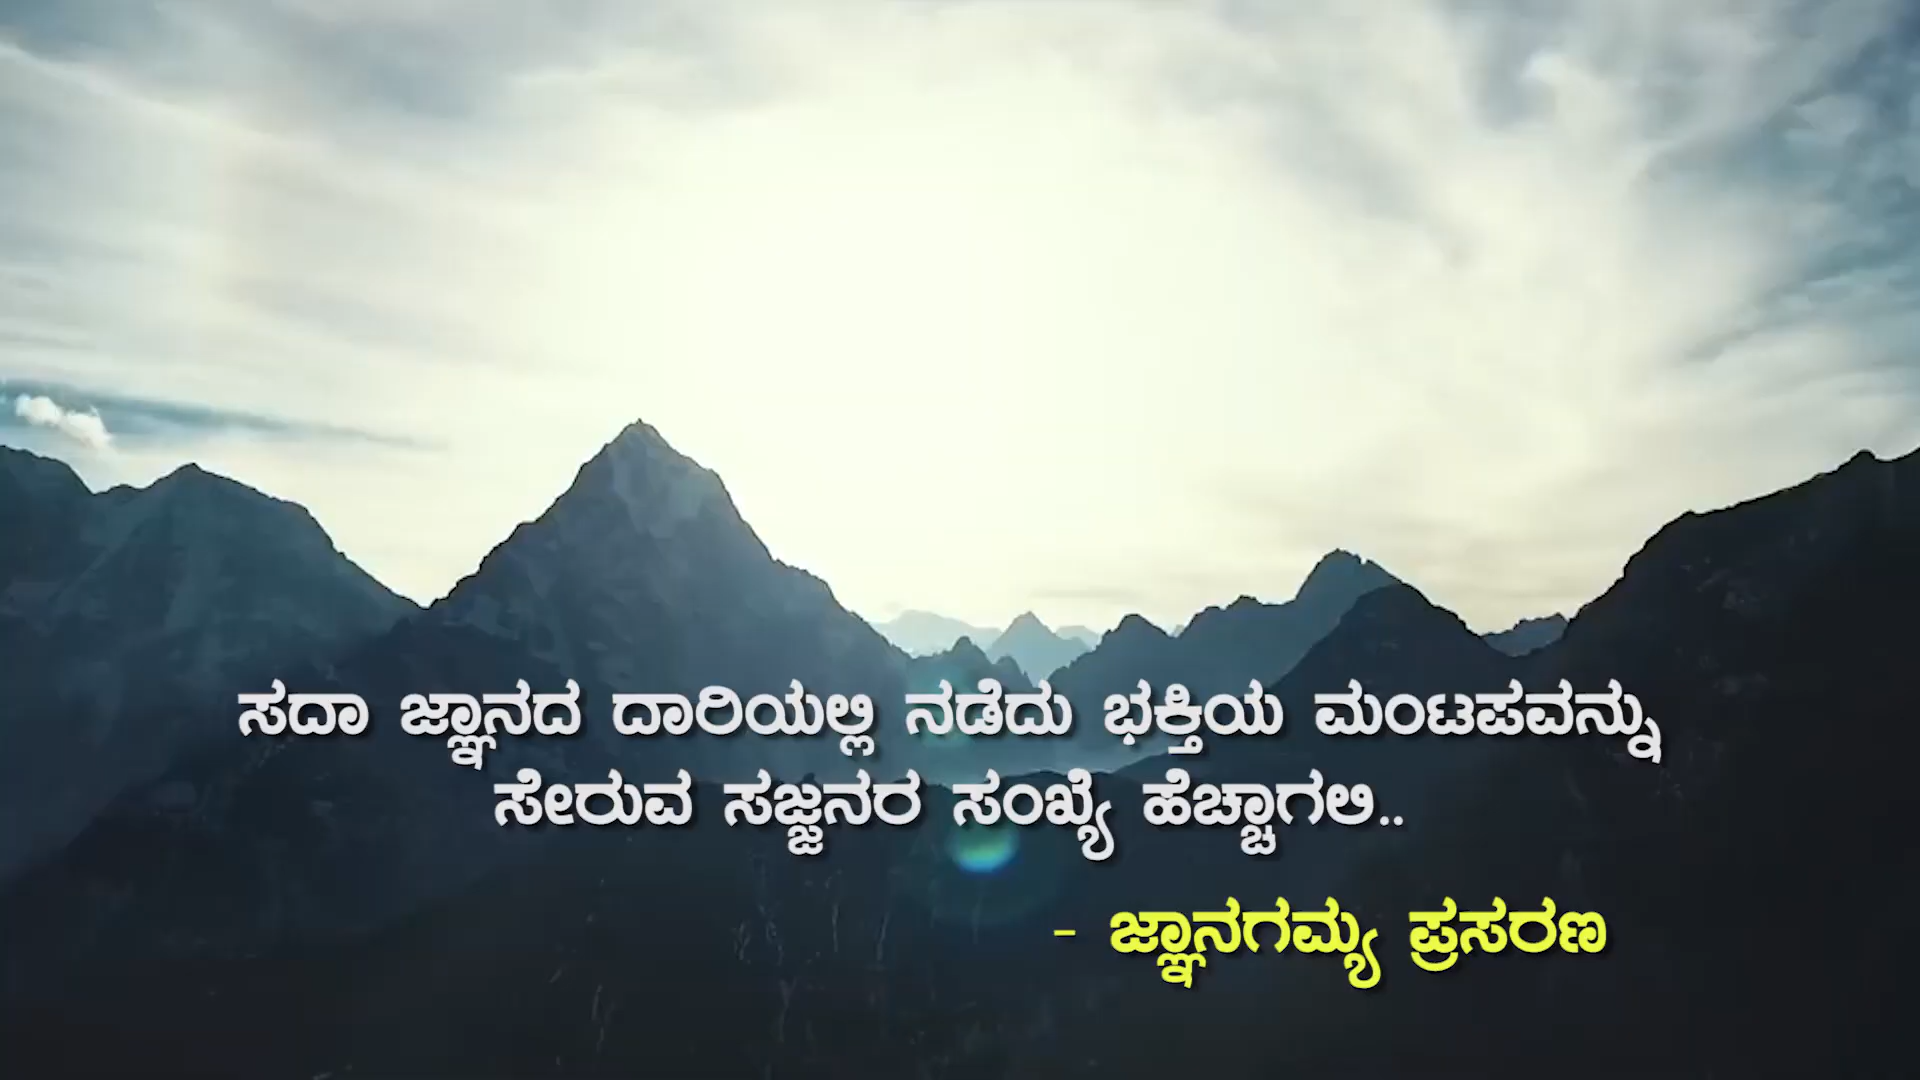 ಸದಾ ಜ್ಞಾನದ ದಾರಿಯಲ್ಲಿ ನಡೆದು ಭಕ್ತಿಯ ಮಂಟಪವನ್ನು
ಸೇರುವ ಸಜ್ಜನರ ಸಂಖ್ಯೆ ಹೆಚ್ಚಾಗಲಿ..
- ಜ್ಞಾನಗಮ್ಯ ಪ್ರಸರಣ